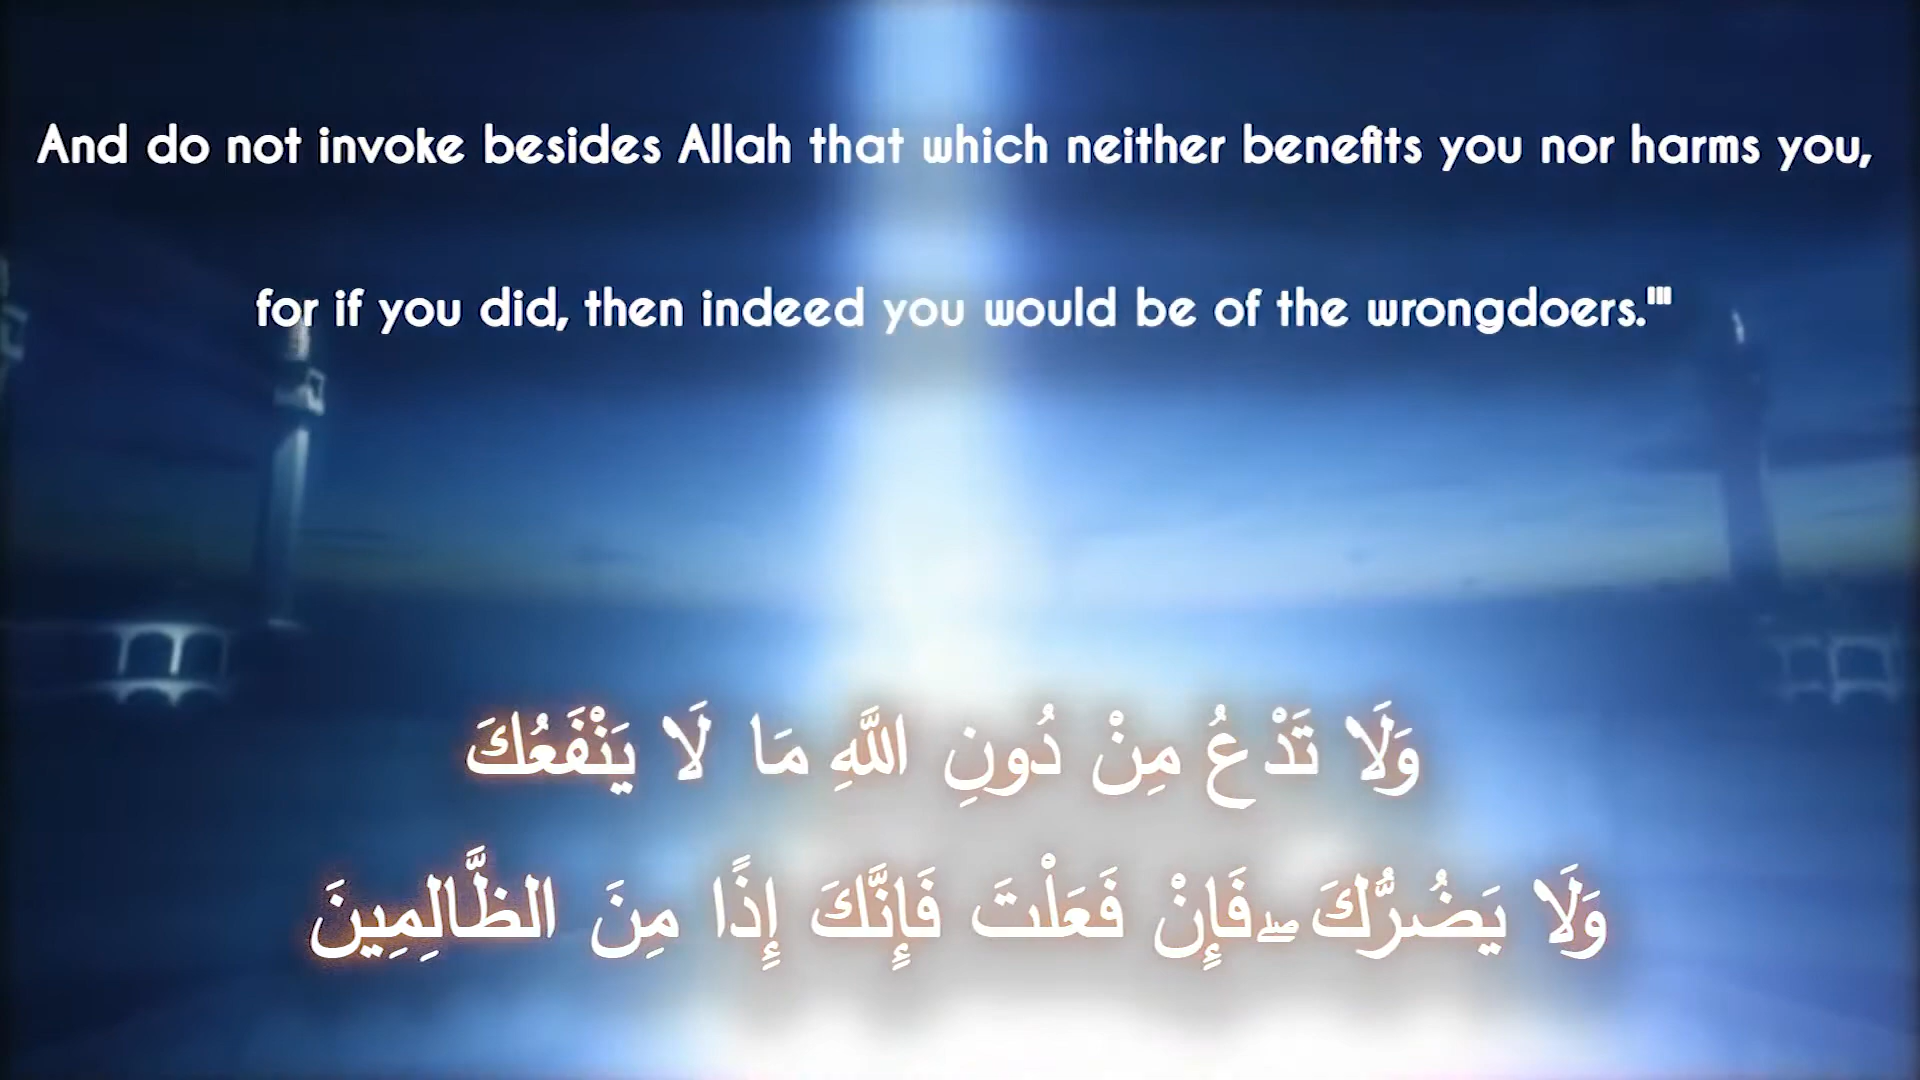 And do not invoke besides Allah that which neither benefits you nor harms you,
for if you did, then indeed you would be of the wrongdoers.'"
وَلَا تَدْعُ مِنْ دُونِ اللَّهِ مَا لَا يَنْفَعُكَ
وَلَا يَضُرُّكَ ۖ فَإِنْ فَعَلْتَ فَإِنَّكَ إِذًا مِنَ الظَّالِمِينَ